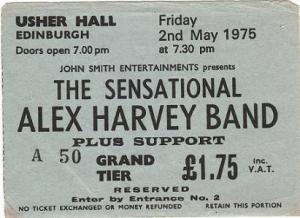 USHER HALL
EDINBURGH
Doors open 7.00 pm
Friday
2nd May 1975
at 7.30 pm
JOHN SMITH ENTERTAINMENTS presents
THE SENSATIONAL
ALEX HARVEY BAND
PLUS SUPPORT
A 50 GRAND TIER £1.75 inc. V.A.T.
RESERVED
Enter by Entrance No. 2
NO TICKET EXCHANGED OR MONEY REFUNDED RETAIN THIS PORTION